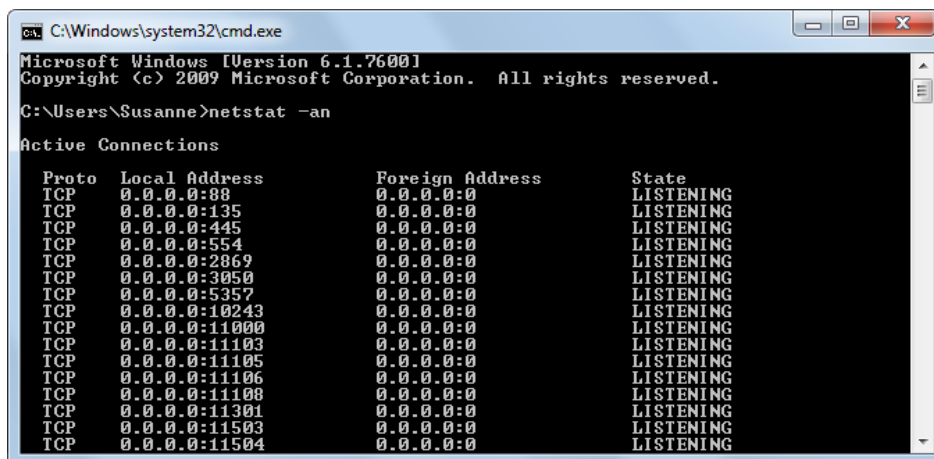 C:\Windows\system32\cmd.exe
Microsoft Windows [Version 6.1.7600]
Copyright (c) 2009 Microsoft Corporation.  All rights reserved.
C:\Users\Susanne>netstat -an
Active Connections
Proto  Local Address          Foreign Address        State
TCP    0.0.0.0:88             0.0.0.0:0              LISTENING
TCP    0.0.0.0:135            0.0.0.0:0              LISTENING
TCP    0.0.0.0:445            0.0.0.0:0              LISTENING
TCP    0.0.0.0:554            0.0.0.0:0              LISTENING
TCP    0.0.0.0:2869           0.0.0.0:0              LISTENING
TCP    0.0.0.0:3050           0.0.0.0:0              LISTENING
TCP    0.0.0.0:5357           0.0.0.0:0              LISTENING
TCP    0.0.0.0:10243          0.0.0.0:0              LISTENING
TCP    0.0.0.0:11000          0.0.0.0:0              LISTENING
TCP    0.0.0.0:11103          0.0.0.0:0              LISTENING
TCP    0.0.0.0:11105          0.0.0.0:0              LISTENING
TCP    0.0.0.0:11106          0.0.0.0:0              LISTENING
TCP    0.0.0.0:11108          0.0.0.0:0              LISTENING
TCP    0.0.0.0:11301          0.0.0.0:0              LISTENING
TCP    0.0.0.0:11503          0.0.0.0:0              LISTENING
TCP    0.0.0.0:11504          0.0.0.0:0              LISTENING